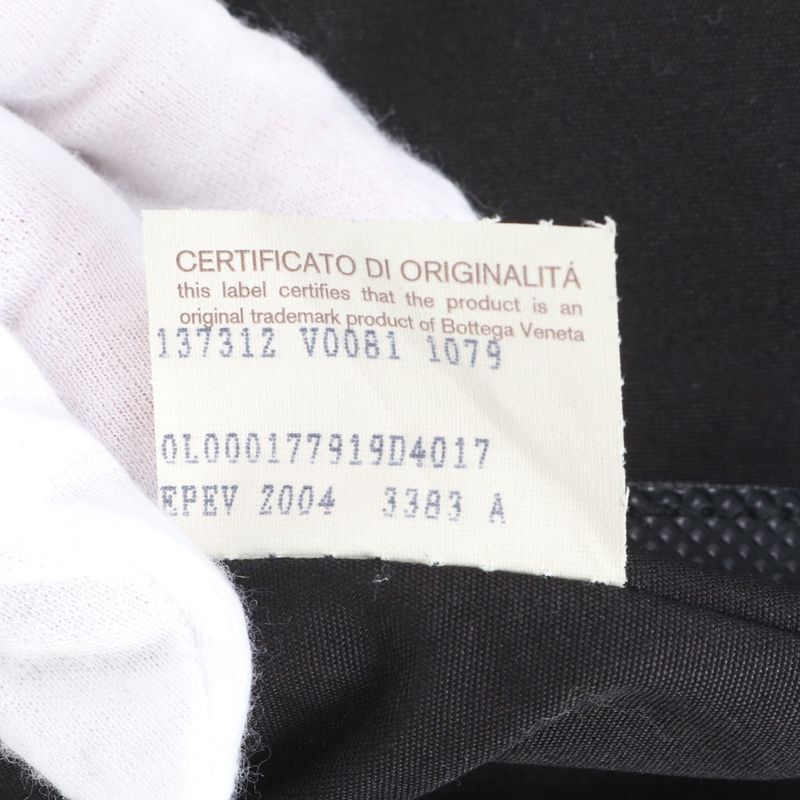 CERTIFICATO DI ORIGINALITÁ
this label certifies that the product is an
original trademark product of Bottega Veneta
137312 V0081 1079
0L000177919D4017
EPEV 2004 3383 A